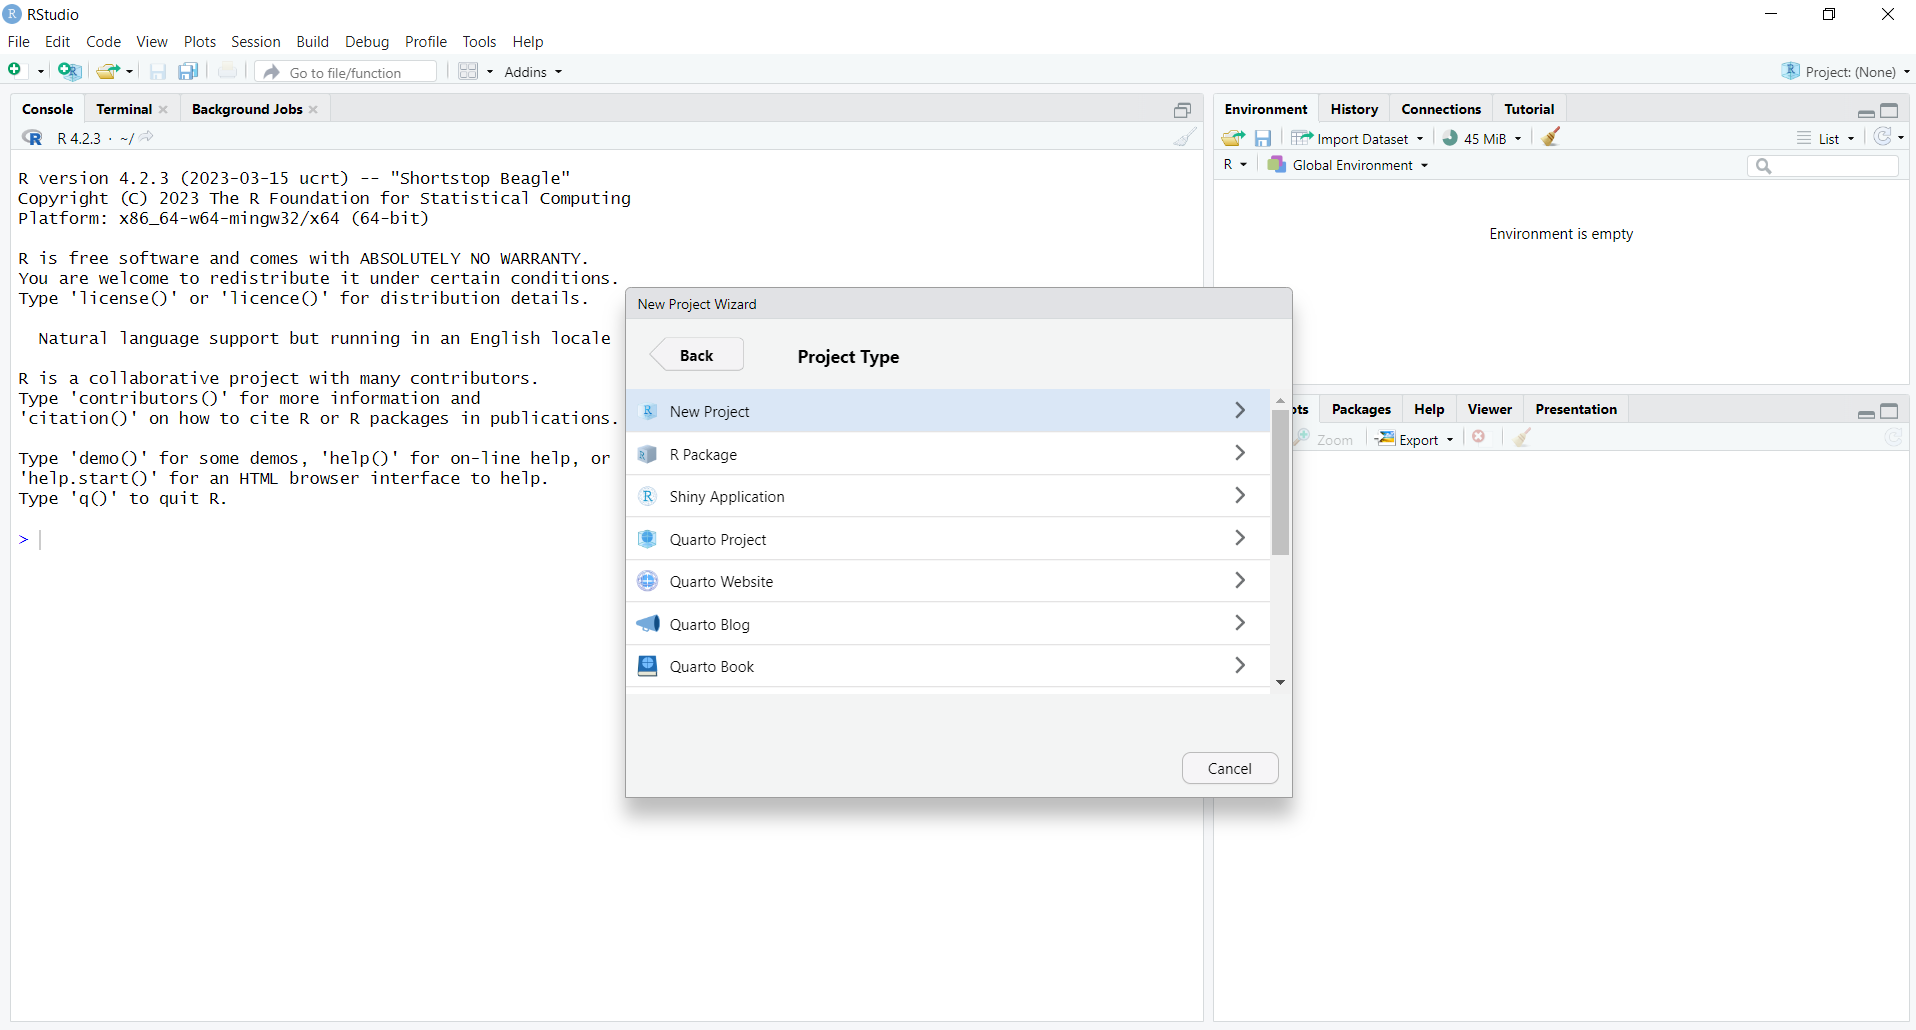 RStudio
File Edit Code View Plots Session Build Debug Profile Tools Help
Go to file/function Addins Project: (None)
Console Terminal Background Jobs
R 4.2.3 · ~/
R version 4.2.3 (2023-03-15 ucrt) -- "Shortstop Beagle"
Copyright (C) 2023 The R Foundation for Statistical Computing
Platform: x86_64-w64-mingw32/x64 (64-bit)
R is free software and comes with ABSOLUTELY NO WARRANTY.
You are welcome to redistribute it under certain conditions.
Type 'license()' or 'licence()' for distribution details.
Natural language support but running in an English locale
R is a collaborative project with many contributors.
Type 'contributors()' for more information and
'citation()' on how to cite R or R packages in publications.
Type 'demo()' for some demos, 'help()' for on-line help, or
'help.start()' for an HTML browser interface to help.
Type 'q()' to quit R.
>
New Project Wizard
Back Project Type
New Project
R Package
Shiny Application
Quarto Project
Quarto Website
Quarto Blog
Quarto Book
Cancel
Environment History Connections Tutorial
Import Dataset 45 MiB List
R Global Environment
Environment is empty
ots Packages Help Viewer Presentation
Zoom Export